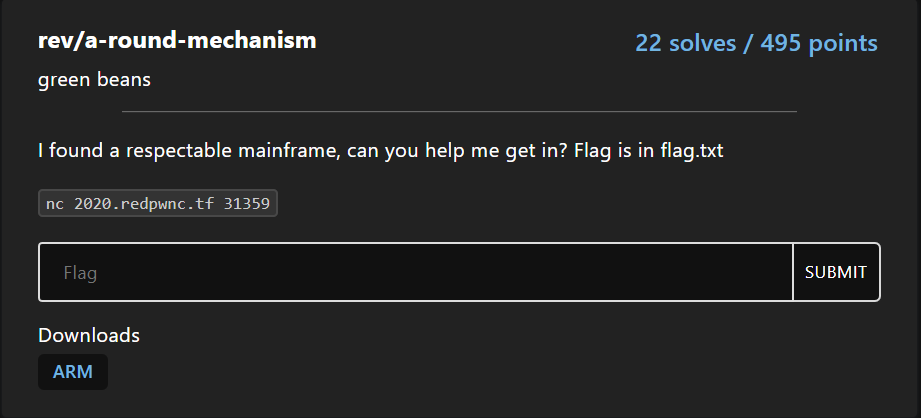 rev/a-round-mechanism
22 solves / 495 points
green beans
I found a respectable mainframe, can you help me get in? Flag is in flag.txt
nc 2020.redpwnc.tf 31359
Flag
SUBMIT
Downloads
ARM